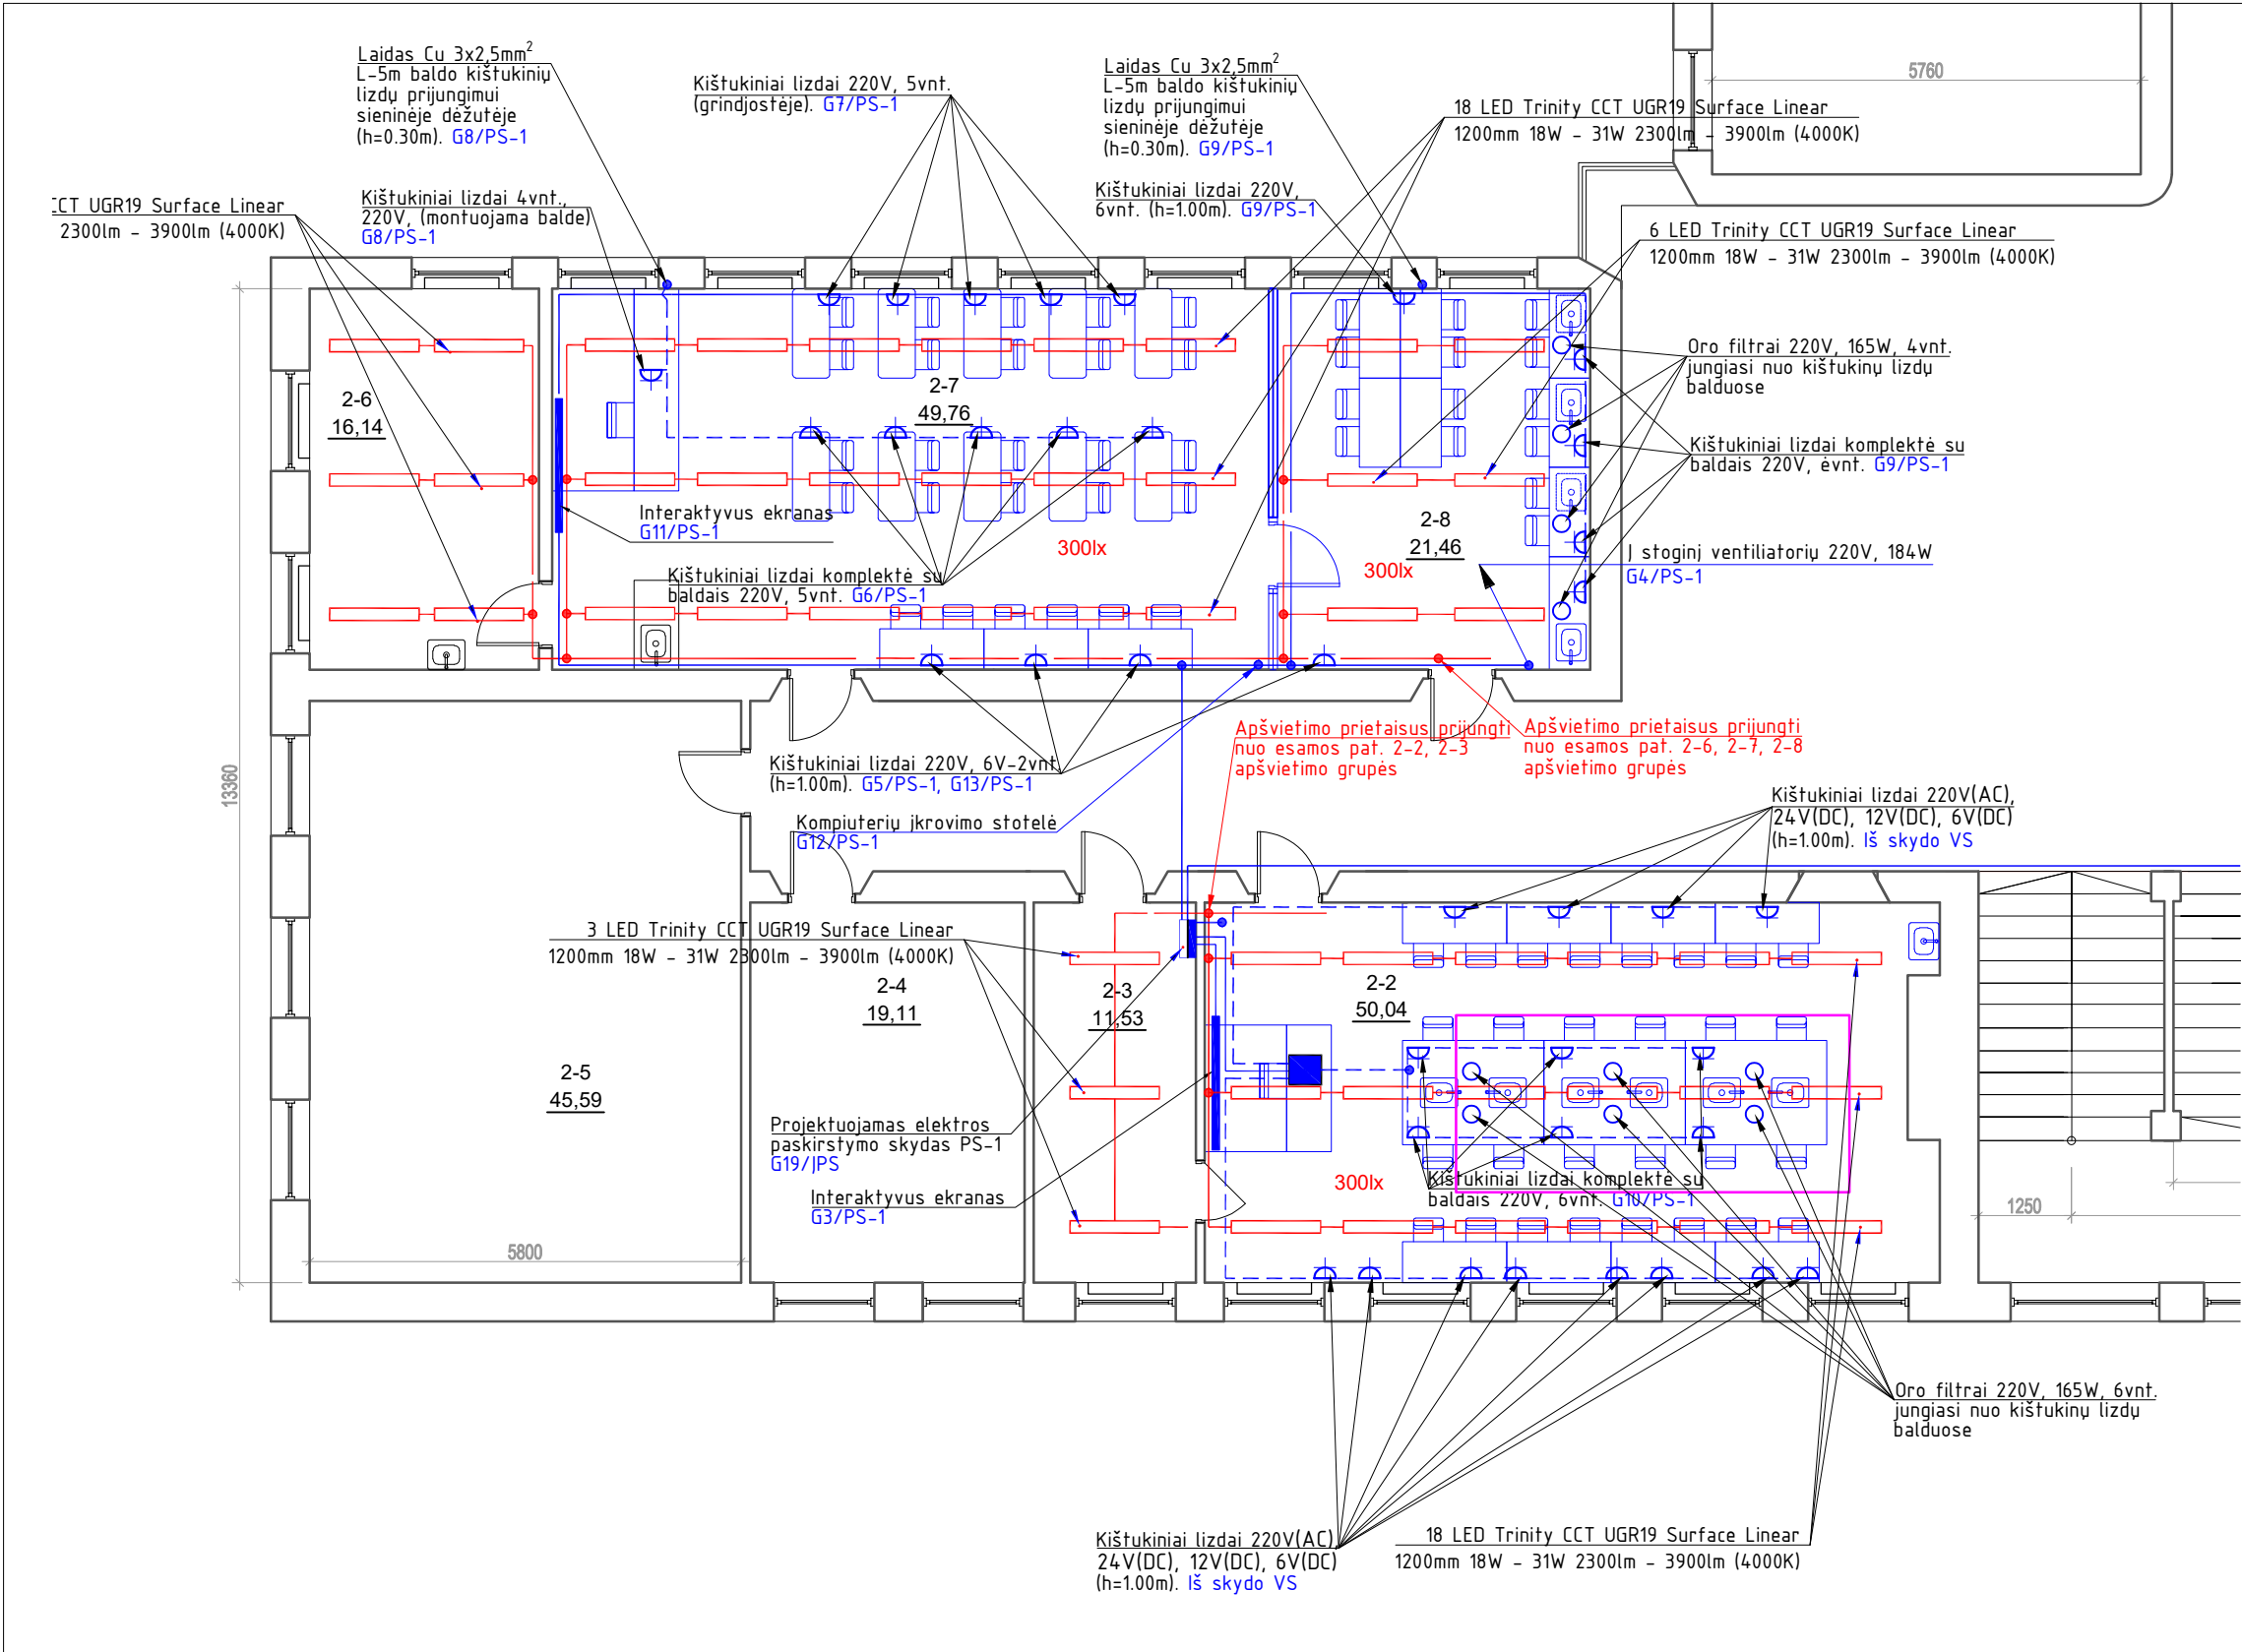 Laidas Cu 3x2,5mm²
L-5m baldo kištukinių
lizdų prijungimui
sieninėje dėžutėje
(h=0.30m). G8/PS-1
Kištukiniai lizdai 220V, 5vnt.
(grindjostėje). G7/PS-1
Laidas Cu 3x2,5mm²
L-5m baldo kištukinių
lizdų prijungimui
sieninėje dėžutėje
(h=0.30m). G9/PS-1
18 LED Trinity CCT UGR19 Surface Linear
1200mm 18W - 31W 2300lm - 3900lm (4000K)
5760
CCT UGR19 Surface Linear
2300lm - 3900lm (4000K)
Kištukiniai lizdai 4vnt.,
220V, (montuojama balde)
G8/PS-1
Kištukiniai lizdai 220V,
6vnt. (h=1.00m). G9/PS-1
6 LED Trinity CCT UGR19 Surface Linear
1200mm 18W - 31W 2300lm - 3900lm (4000K)
2-6
16,14
2-7
49,76
Oro filtrai 220V, 165W, 4vnt.
jungiasi nuo kištukinų lizdų
balduose
Kištukiniai lizdai komplektė su
baldais 220V, ėvnt. G9/PS-1
Interaktyvus ekranas
G11/PS-1
300lx
2-8
21,46
300lx
Į stoginį ventiliatorių 220V, 184W
G4/PS-1
Kištukiniai lizdai komplektė su
baldais 220V, 5vnt. G6/PS-1
13360
Kištukiniai lizdai 220V, 6V-2vnt
(h=1.00m). G5/PS-1, G13/PS-1
Apšvietimo prietaisus prijungti
nuo esamos pat. 2-2, 2-3
apšvietimo grupės
Apšvietimo prietaisus prijungti
nuo esamos pat. 2-6, 2-7, 2-8
apšvietimo grupės
Kompiuterių įkrovimo stotelė
G12/PS-1
Kištukiniai lizdai 220V(AC),
24V(DC), 12V(DC), 6V(DC)
(h=1.00m). Iš skydo VS
3 LED Trinity CCT UGR19 Surface Linear
1200mm 18W - 31W 2300lm - 3900lm (4000K)
2-4
19,11
2-3
11,53
2-2
50,04
2-5
45,59
Projektuojamas elektros
paskirstymo skydas PS-1
G19/ĮPS
Interaktyvus ekranas
G3/PS-1
300lx
Kištukiniai lizdai komplektė su
baldais 220V, 6vnt. G10/PS-1
1250
5800
Oro filtrai 220V, 165W, 6vnt.
jungiasi nuo kištukinų lizdų
balduose
Kištukiniai lizdai 220V(AC)
24V(DC), 12V(DC), 6V(DC)
(h=1.00m). Iš skydo VS
18 LED Trinity CCT UGR19 Surface Linear
1200mm 18W - 31W 2300lm - 3900lm (4000K)